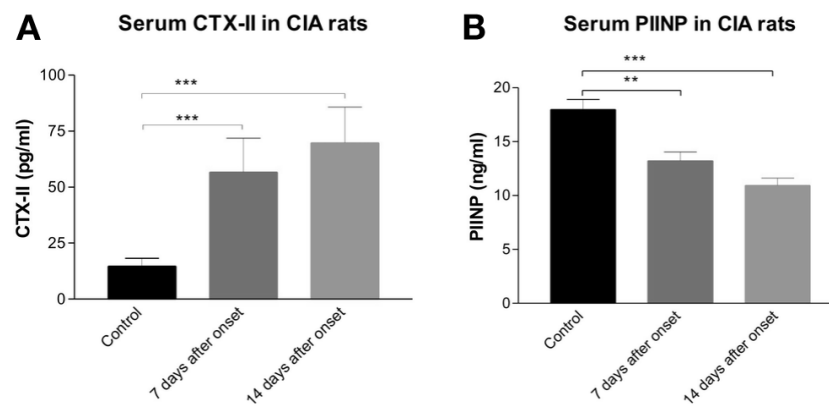 A
Serum CTX-II in CIA rats
CTX-II (pg/ml)
100
75
50
25
0
***
***
Control
7 days after onset
14 days after onset
B
Serum PIINP in CIA rats
PIINP (ng/ml)
20
15
10
5
0
***
**
Control
7 days after onset
14 days after onset